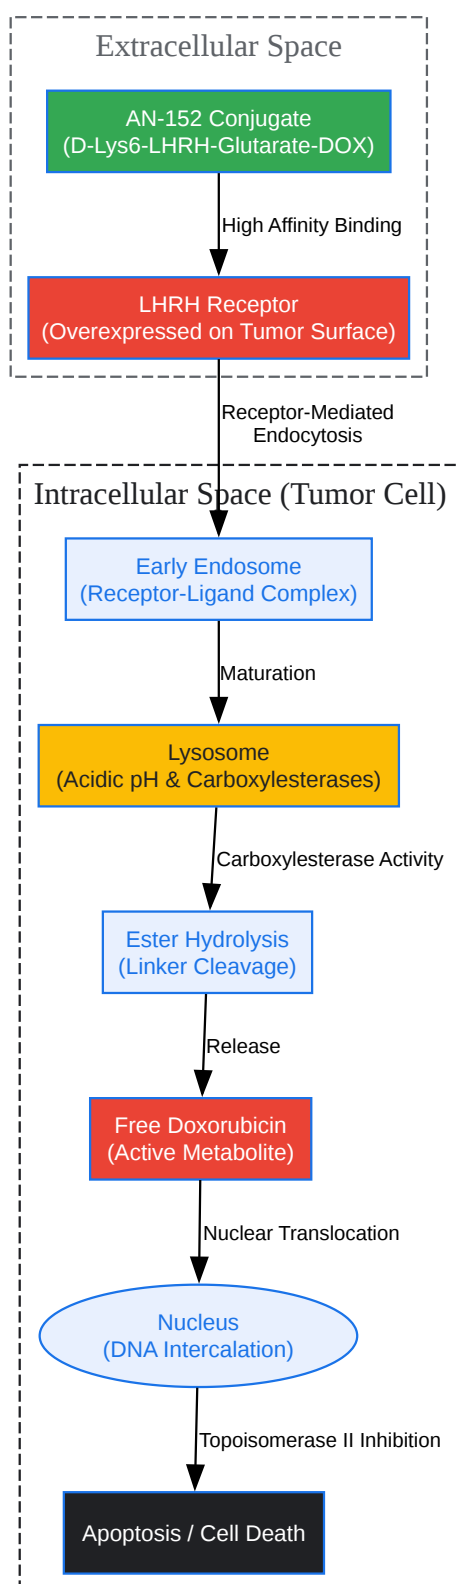 Extracellular Space
AN-152 Conjugate
(D-Lys6-LHRH-Glutarate-DOX)
High Affinity Binding
LHRH Receptor
(Overexpressed on Tumor Surface)
Receptor-Mediated
Endocytosis
Intracellular Space (Tumor Cell)
Early Endosome
(Receptor-Ligand Complex)
Maturation
Lysosome
(Acidic pH & Carboxylesterases)
Carboxylesterase Activity
Ester Hydrolysis
(Linker Cleavage)
Release
Free Doxorubicin
(Active Metabolite)
Nuclear Translocation
Nucleus
(DNA Intercalation)
Topoisomerase II Inhibition
Apoptosis / Cell Death